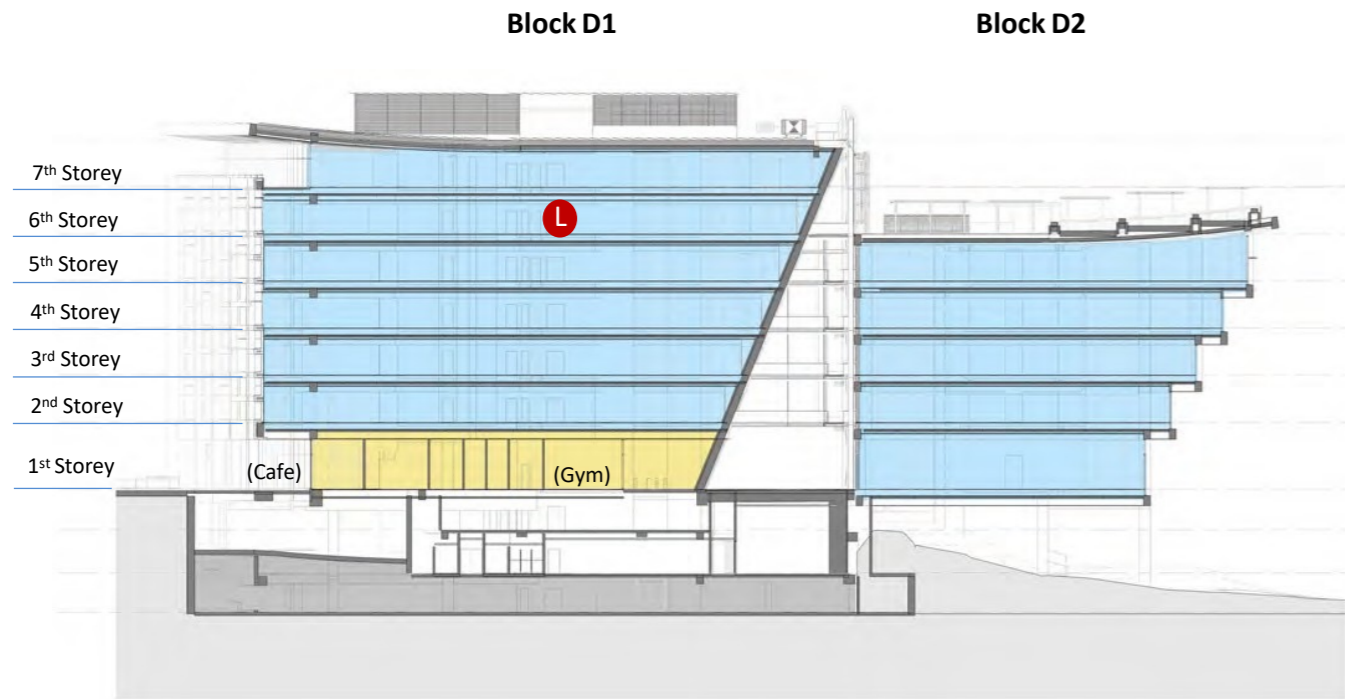 Block D1
Block D2
7th Storey
6th Storey
L
5th Storey
4th Storey
3rd Storey
2nd Storey
1st Storey
(Cafe)
(Gym)